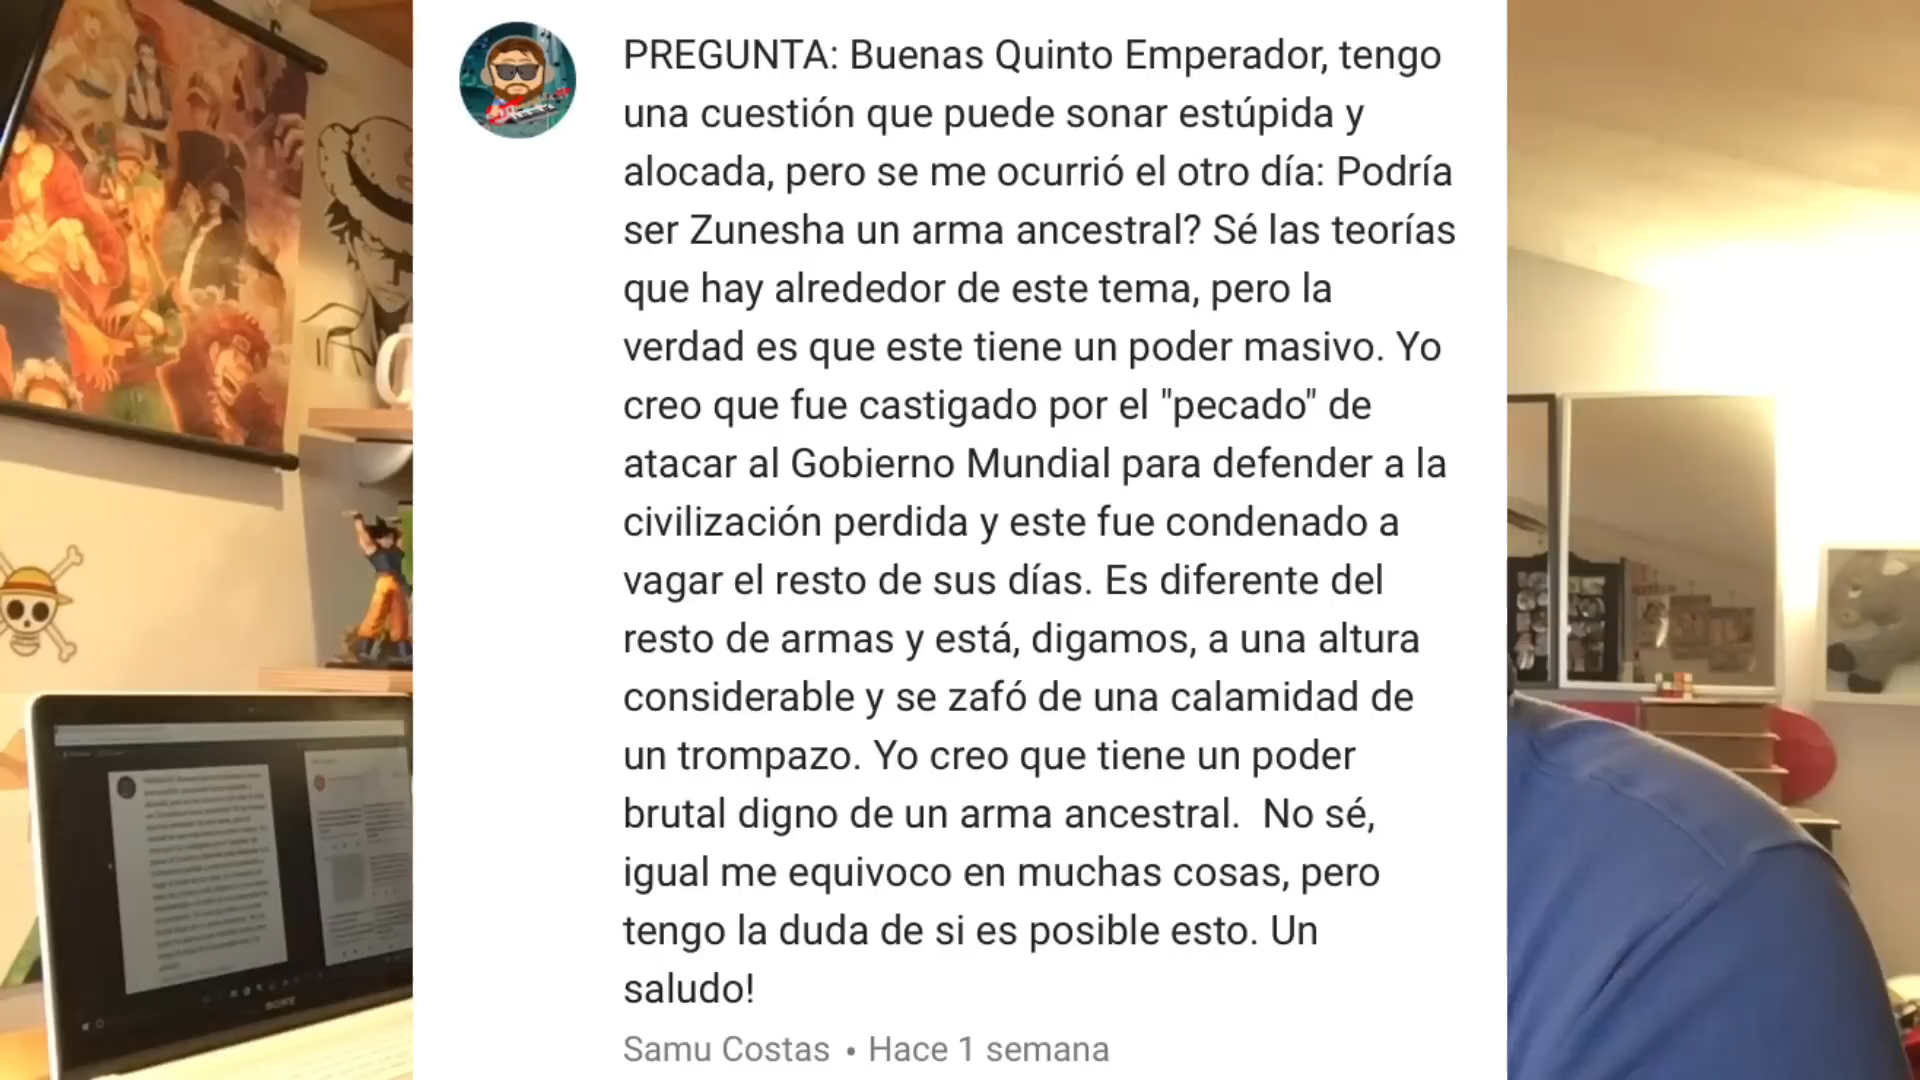 PREGUNTA: Buenas Quinto Emperador, tengo
una cuestión que puede sonar estúpida y
alocada, pero se me ocurrió el otro día: Podría
ser Zunesha un arma ancestral? Sé las teorías
que hay alrededor de este tema, pero la
verdad es que este tiene un poder masivo. Yo
creo que fue castigado por el "pecado" de
atacar al Gobierno Mundial para defender a la
civilización perdida y este fue condenado a
vagar el resto de sus días. Es diferente del
resto de armas y está, digamos, a una altura
considerable y se zafó de una calamidad de
un trompazo. Yo creo que tiene un poder
brutal digno de un arma ancestral.  No sé,
igual me equivoco en muchas cosas, pero
tengo la duda de si es posible esto. Un
saludo!
Samu Costas • Hace 1 semana
SONY